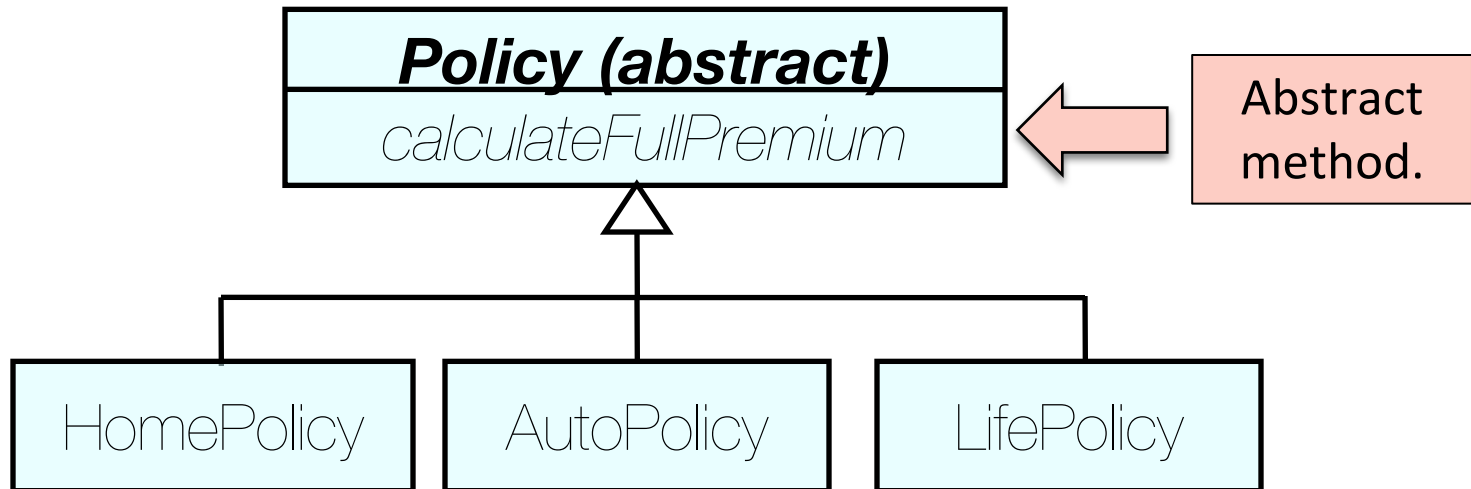 Policy (abstract)
calculateFullPremium
Abstract
method.
HomePolicy
AutoPolicy
LifePolicy